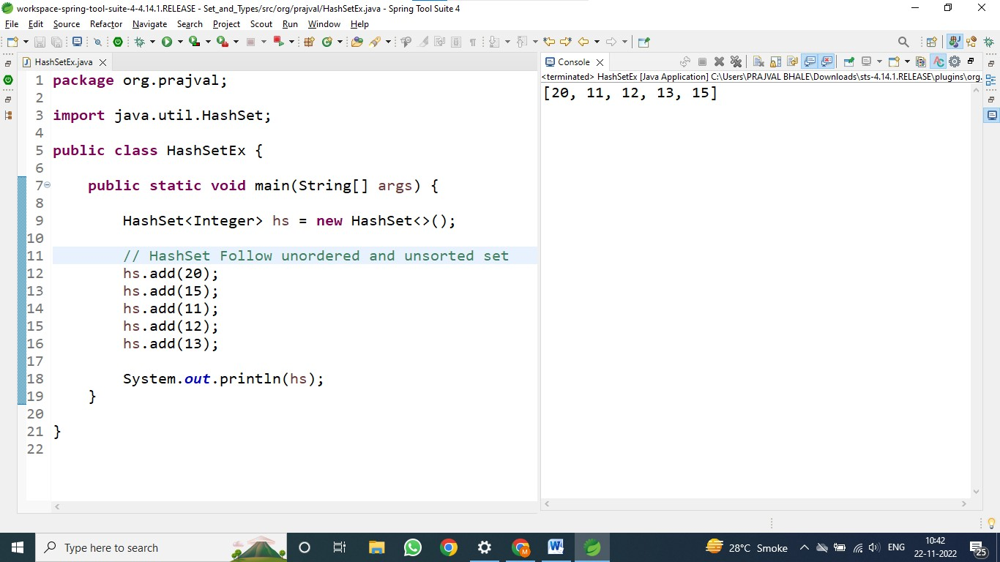 workspace-spring-tool-suite-4-4.14.1.RELEASE - Set_and_Types/src/org/prajval/HashSetEx.java - Spring Tool Suite 4
File Edit Source Refactor Navigate Search Project Scout Run Window Help
HashSetEx.java
1 package org.prajval;
2
3 import java.util.HashSet;
4
5 public class HashSetEx {
6
7 public static void main(String[] args) {
8
9 HashSet<Integer> hs = new HashSet<>();
10
11 // HashSet Follow unordered and unsorted set
12 hs.add(20);
13 hs.add(15);
14 hs.add(11);
15 hs.add(12);
16 hs.add(13);
17
18 System.out.println(hs);
19 }
20
21 }
22
Console
<terminated> HashSetEx [Java Application] C:\Users\PRAJVAL BHALE\Downloads\sts-4.14.1.RELEASE\plugins\org.
[20, 11, 12, 13, 15]
Type here to search
28°C Smoke
ENG
10:42
22-11-2022
25